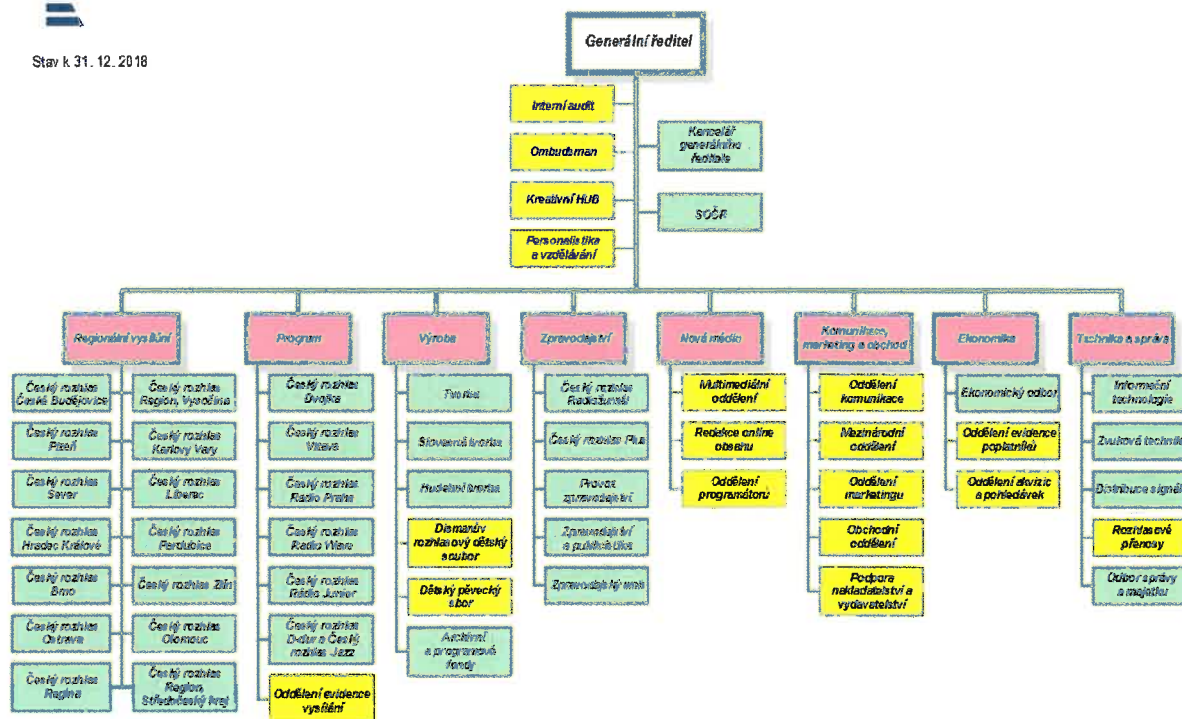 Stav k 31. 12. 2018
Generální ředitel
Interní audit
Ombudsman
Kreativní HUB
Personalistika
a vzdělávání
Kancelář
generálního
ředitele
SOČR
Regionální vysílání
Program
Výroba
Zpravodajství
Nová média
Komunikace,
marketing a obchod
Ekonomika
Technika a správa
Český rozhlas
České Budějovice
Český rozhlas
Plzeň
Český rozhlas
Sever
Český rozhlas
Hradec Králové
Český rozhlas
Brno
Český rozhlas
Ostrava
Český rozhlas
Regina
Český rozhlas
Region, Vysočina
Český rozhlas
Karlovy Vary
Český rozhlas
Liberec
Český rozhlas
Pardubice
Český rozhlas Zlín
Český rozhlas
Olomouc
Český rozhlas
Region,
Středočeský kraj
Český rozhlas
Dvojka
Český rozhlas
Vltava
Český rozhlas
Radio Praha
Český rozhlas
Radio Wave
Český rozhlas
Rádio Junior
Český rozhlas
D-dur a Český
rozhlas Jazz
Oddělení evidence
vysílání
Tvůrčí
Slovesná tvorba
Hudební tvorba
Dismanův
rozhlasový dětský
soubor
Dětský pěvecký
sbor
Archivní
a programové
fondy
Český rozhlas
Radiožurnál
Český rozhlas Plus
Provoz
zpravodajství
Zpravodajství
a publicistika
Zpravodajský web
Multimediální
oddělení
Redakce online
obsahu
Oddělení
programátorů
Oddělení
komunikace
Mezinárodní
oddělení
Oddělení
marketingu
Obchodní
oddělení
Podpora
nakladatelství a
vydavatelství
Ekonomický odbor
Oddělení evidence
poplatníků
Oddělení akvizic
a pohledávek
Informační
technologie
Zvuková technika
Distribuce signálu
Rozhlasové
přenosy
Odbor správy
a majetku